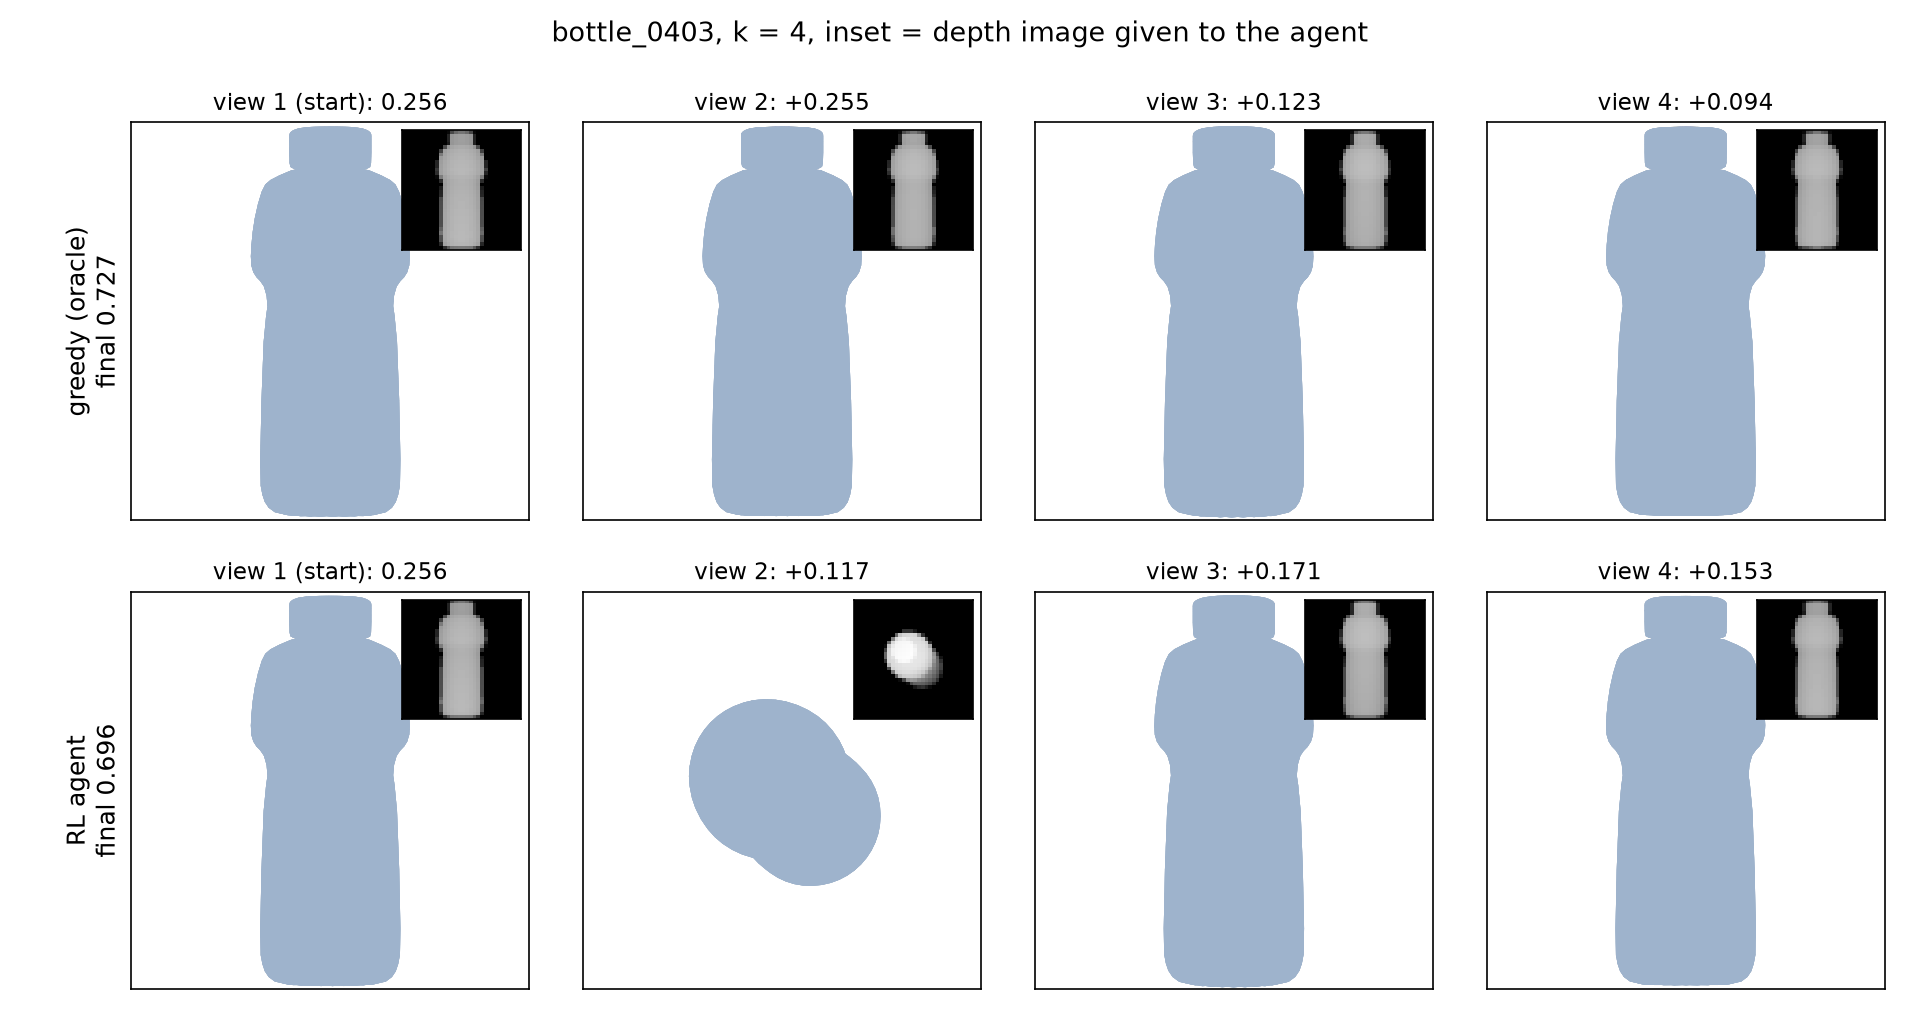 bottle_0403, k = 4, inset = depth image given to the agent
view 1 (start): 0.256
view 2: +0.255
view 3: +0.123
view 4: +0.094
greedy (oracle)
final 0.727
view 1 (start): 0.256
view 2: +0.117
view 3: +0.171
view 4: +0.153
RL agent
final 0.696